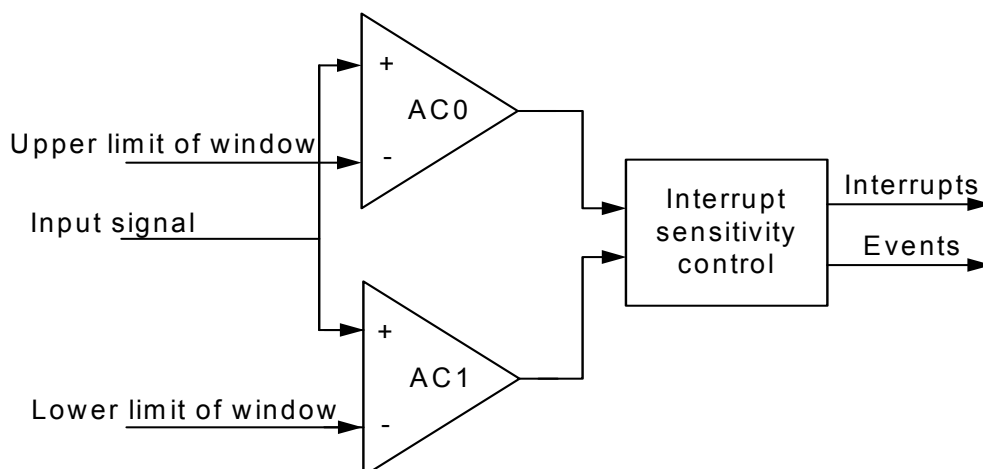 +
AC0
Upper limit of window
-
Input signal
Interrupt
sensitivity
control
Interrupts
Events
+
AC1
Lower limit of window
-